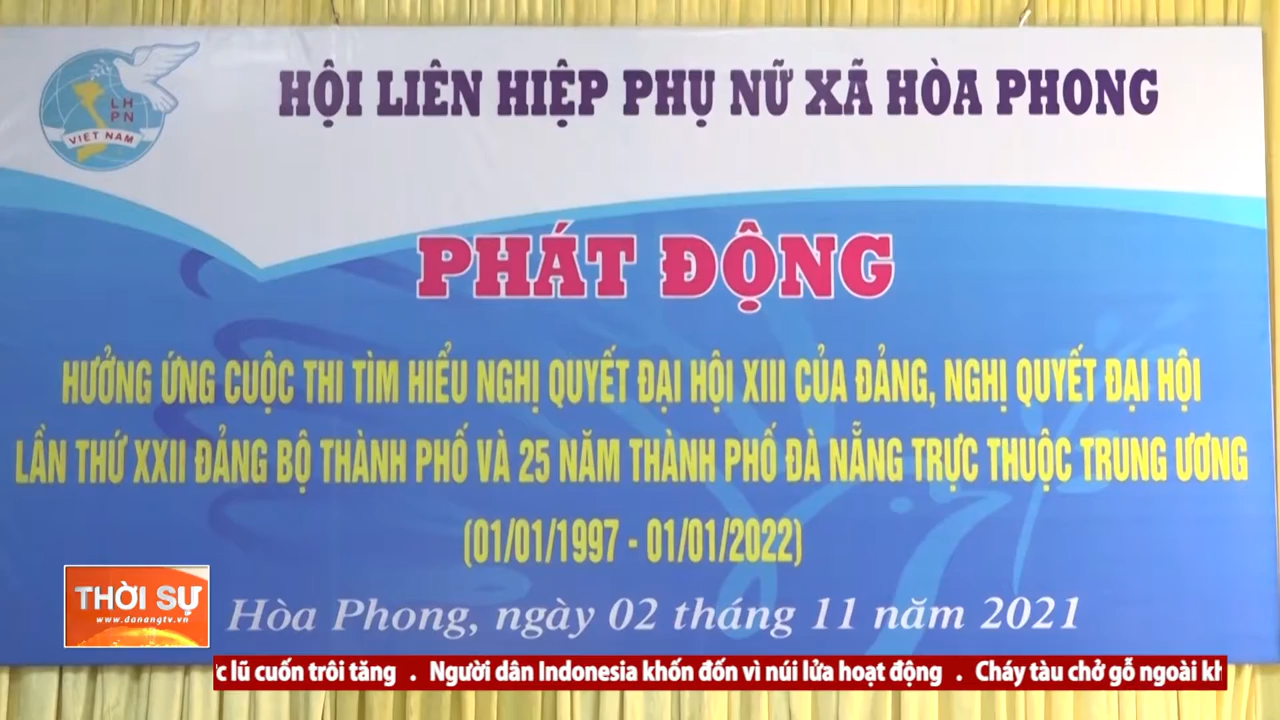 HỘI LIÊN HIỆP PHỤ NỮ XÃ HÒA PHONG
LH
PN
VIỆT NAM
PHÁT ĐỘNG
HƯỞNG ỨNG CUỘC THI TÌM HIỂU NGHỊ QUYẾT ĐẠI HỘI XIII CỦA ĐẢNG, NGHỊ QUYẾT ĐẠI HỘI
LẦN THỨ XXII ĐẢNG BỘ THÀNH PHỐ VÀ 25 NĂM THÀNH PHỐ ĐÀ NẴNG TRỰC THUỘC TRUNG ƯƠNG
(01/01/1997 - 01/01/2022)
Hòa Phong, ngày 02 tháng 11 năm 2021
THỜI SỰ
www.danangtv.vn
lũ cuốn trôi tăng . Người dân Indonesia khốn đốn vì núi lửa hoạt động . Cháy tàu chở gỗ ngoài